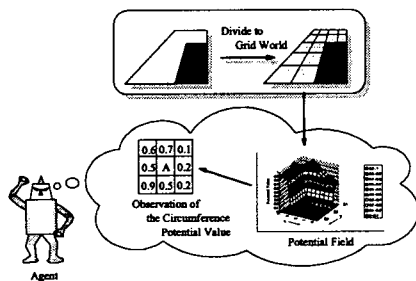 Divide to
Grid World
0.6 0.7 0.1
0.5 A 0.2
0.9 0.5 0.2
Observation of
the Circumference
Potential Value
Potential Field
Agent